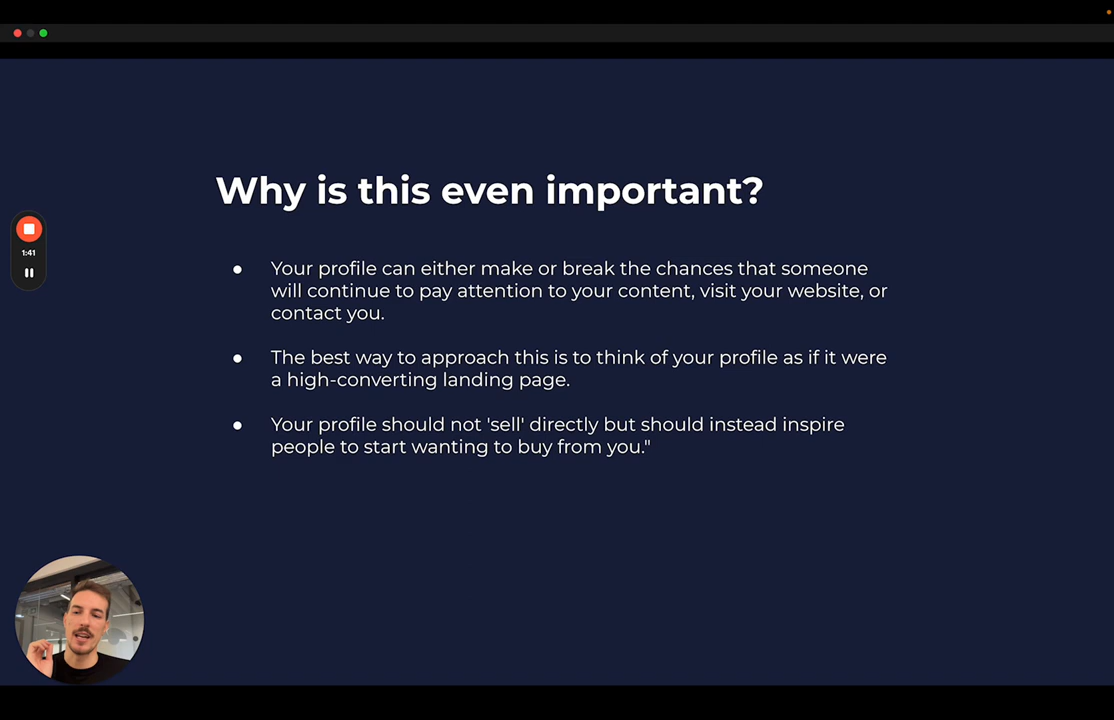 Why is this even important?
● Your profile can either make or break the chances that someone
will continue to pay attention to your content, visit your website, or
contact you.
● The best way to approach this is to think of your profile as if it were
a high-converting landing page.
● Your profile should not 'sell' directly but should instead inspire
people to start wanting to buy from you."
1:41